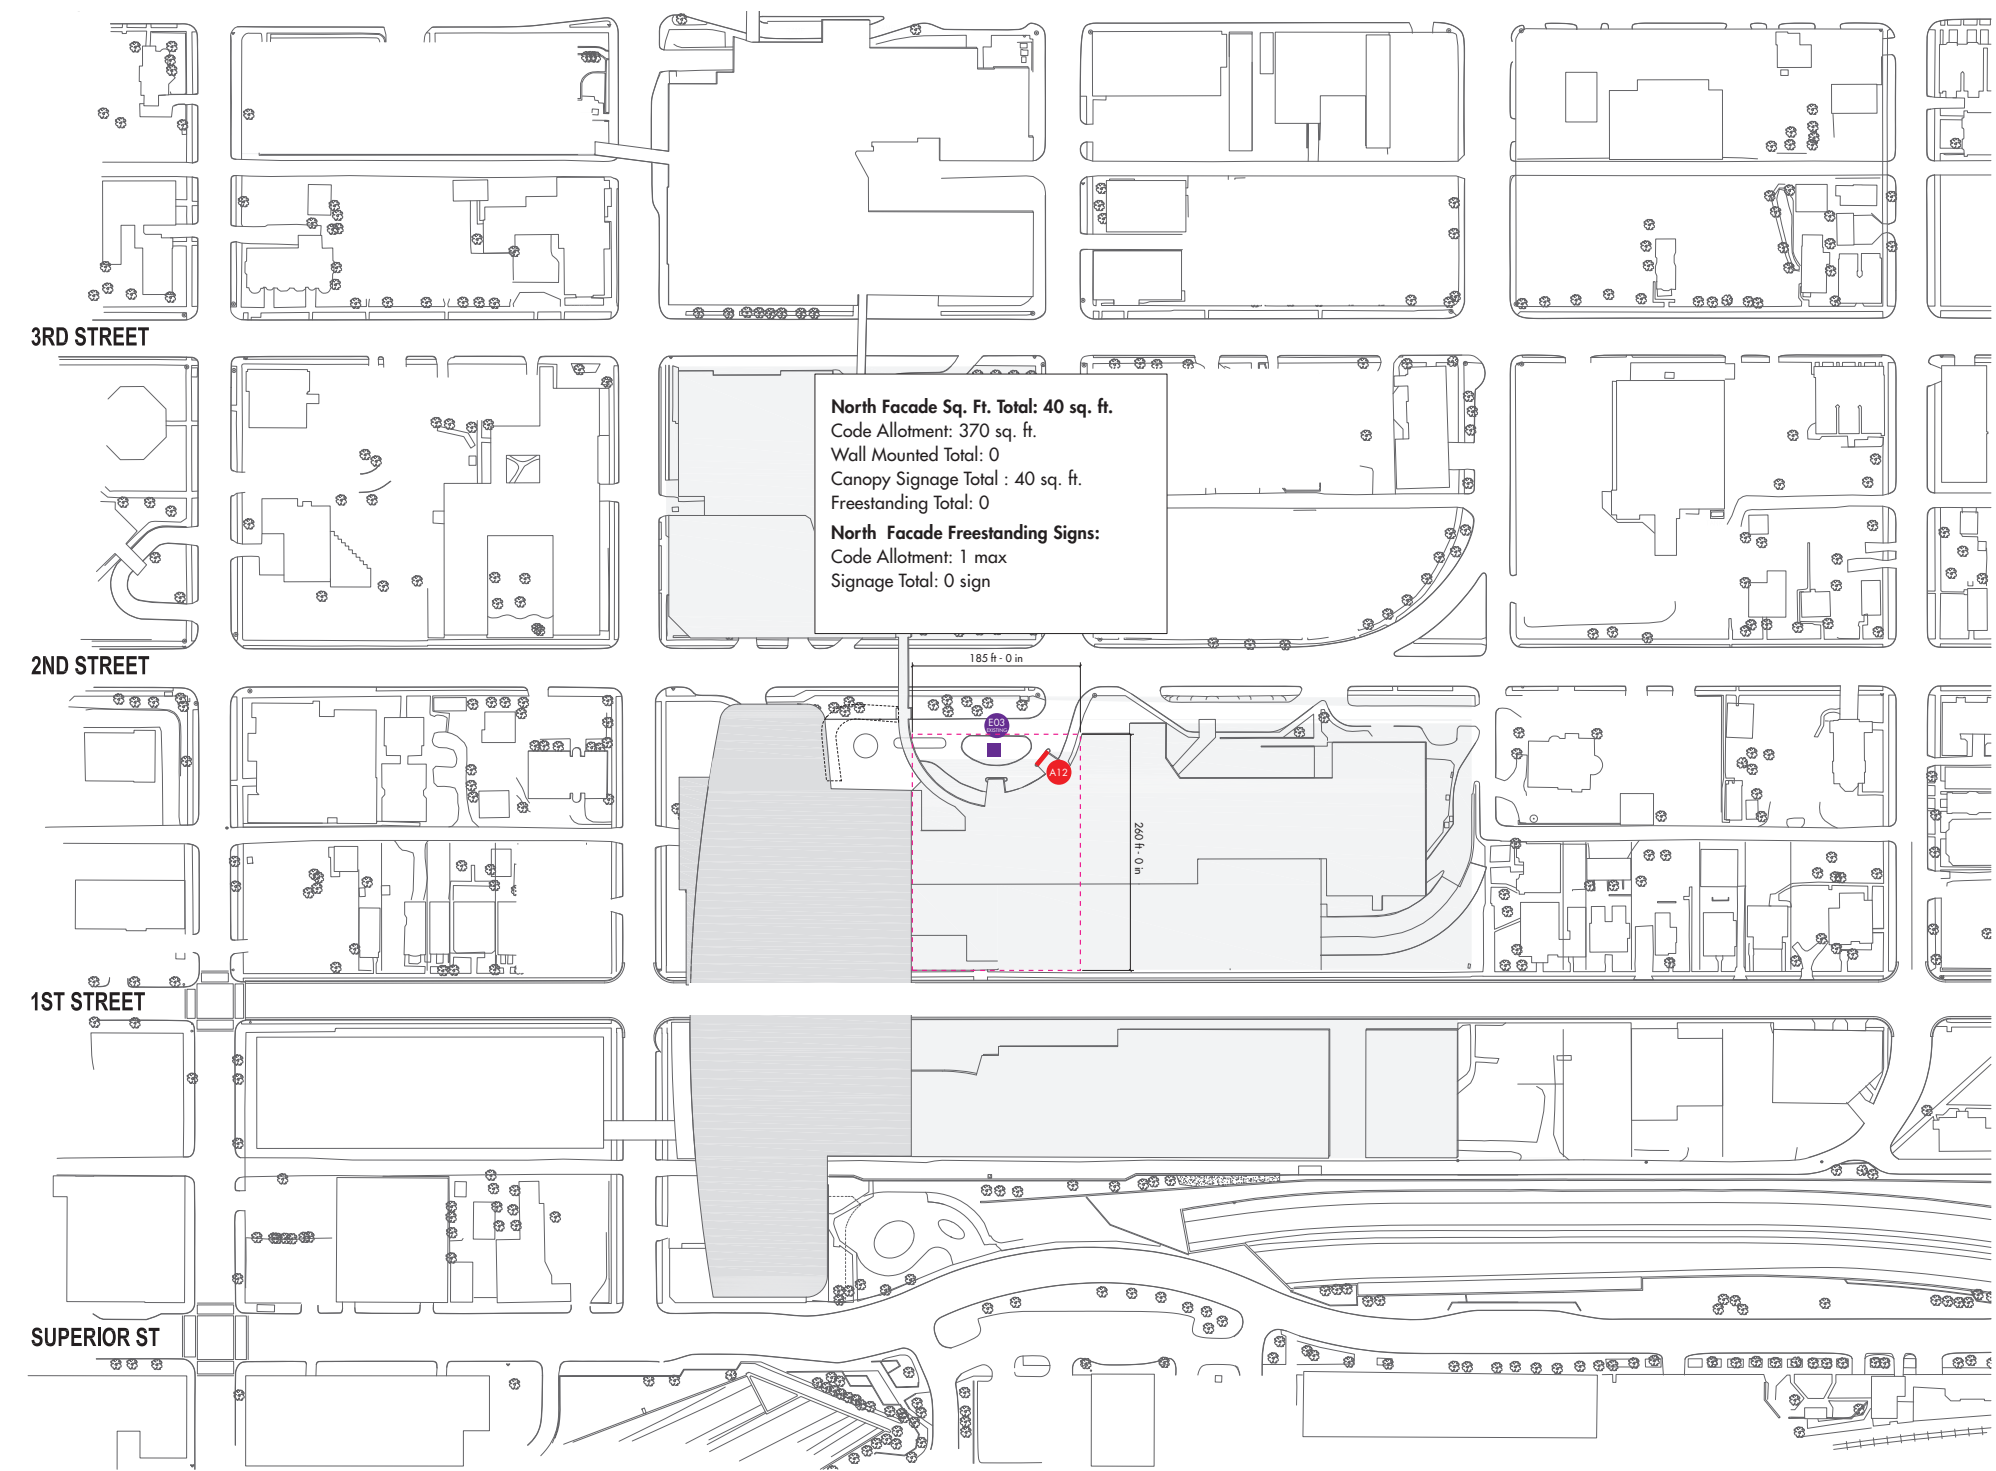 3RD STREET
North Facade Sq. Ft. Total: 40 sq. ft.
Code Allotment: 370 sq. ft.
Wall Mounted Total: 0
Canopy Signage Total : 40 sq. ft.
Freestanding Total: 0
North Facade Freestanding Signs:
Code Allotment: 1 max
Signage Total: 0 sign
2ND STREET
185 ft - 0 in
E03
EXISTING
A12
260 ft - 0 in
1ST STREET
SUPERIOR ST